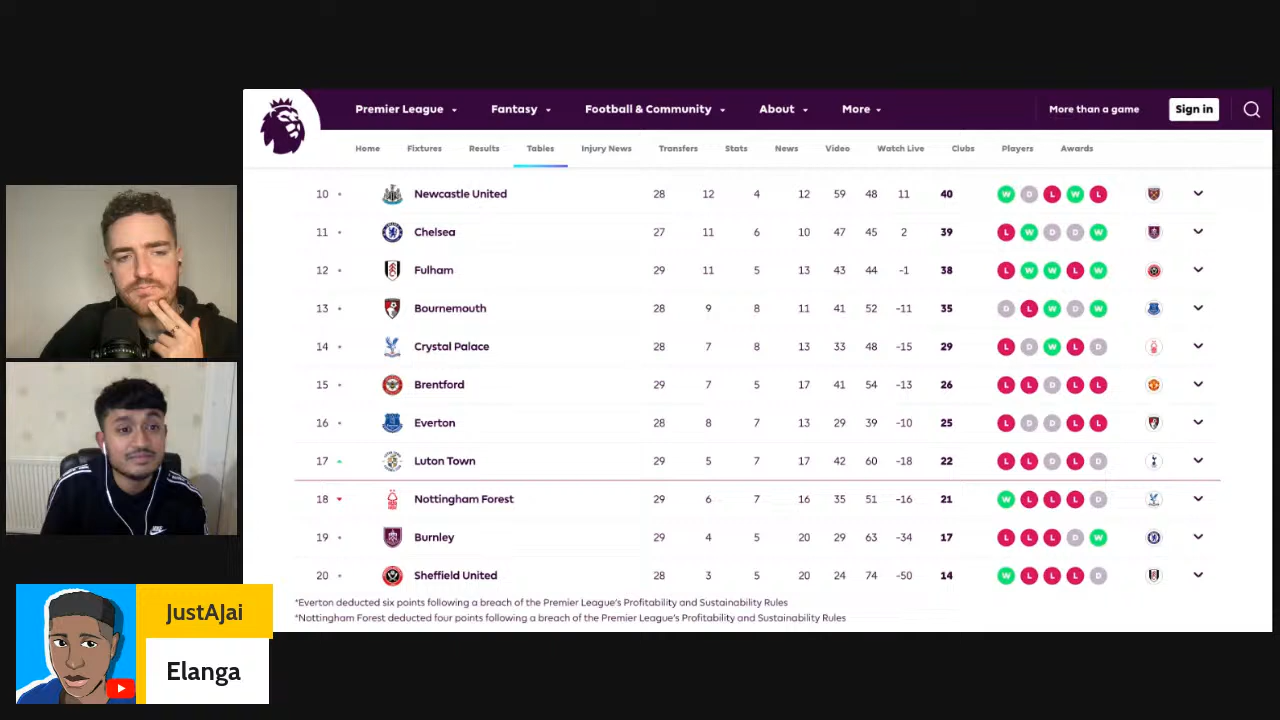 Premier League Fantasy Football & Community About More More than a game Sign in
Home Fixtures Results Tables Injury News Transfers Stats News Video Watch Live Clubs Players Awards
10 Newcastle United 28 12 4 12 59 48 11 40 W D L W L
11 Chelsea 27 11 6 10 47 45 2 39 L W D D W
12 Fulham 29 11 5 13 43 44 -1 38 L W W L W
13 Bournemouth 28 9 8 11 41 52 -11 35 D L W D W
14 Crystal Palace 28 7 8 13 33 48 -15 29 L D W L D
15 Brentford 29 7 5 17 41 54 -13 26 L L D L L
16 Everton 28 8 7 13 29 39 -10 25 L D D L L
17 Luton Town 29 5 7 17 42 60 -18 22 L L D L D
18 Nottingham Forest 29 6 7 16 35 51 -16 21 W L L L D
19 Burnley 29 4 5 20 29 63 -34 17 L L L D W
20 Sheffield United 28 3 5 20 24 74 -50 14 W L L L D
*Everton deducted six points following a breach of the Premier League's Profitability and Sustainability Rules
*Nottingham Forest deducted four points following a breach of the Premier League's Profitability and Sustainability Rules
JustAJai
Elanga